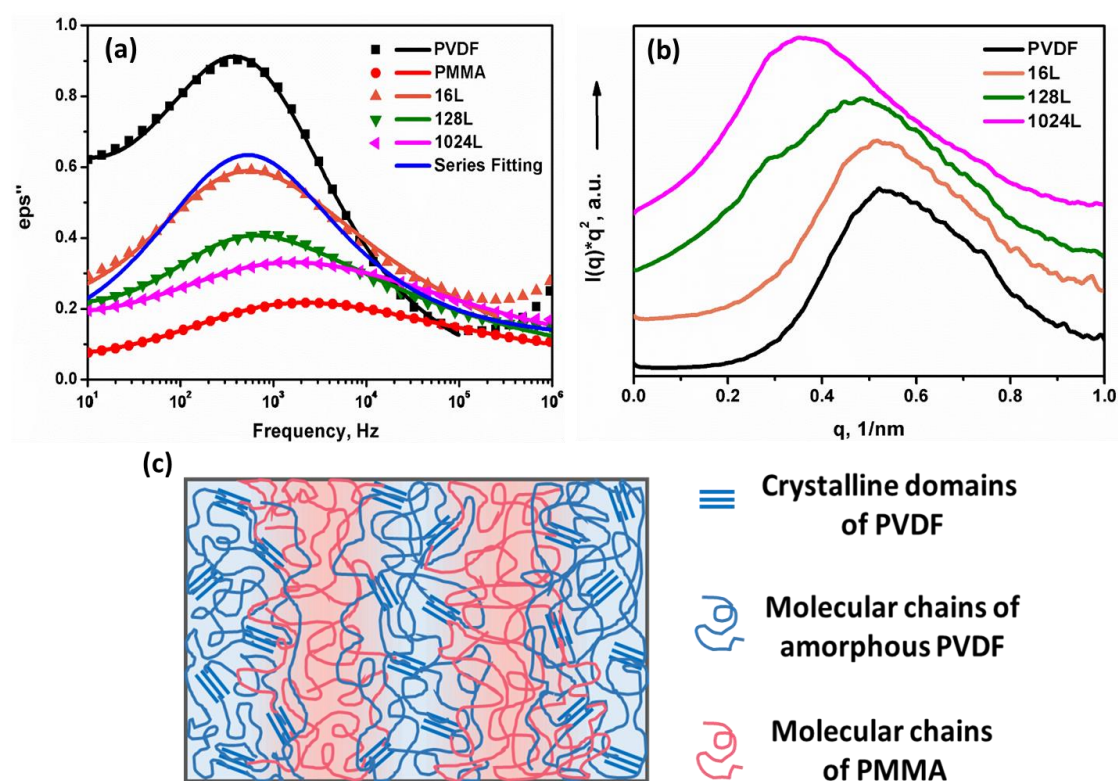 (a)
PVDF
PMMA
16L
128L
1024L
Series Fitting
1.0
0.8
0.6
0.4
0.2
0.0
eps"
10^1
10^2
10^3
10^4
10^5
10^6
Frequency, Hz
(b)
PVDF
16L
128L
1024L
I(q)*q^2, a.u.
0.0
0.2
0.4
0.6
0.8
1.0
q, 1/nm
(c)
Crystalline domains
of PVDF
Molecular chains of
amorphous PVDF
Molecular chains
of PMMA